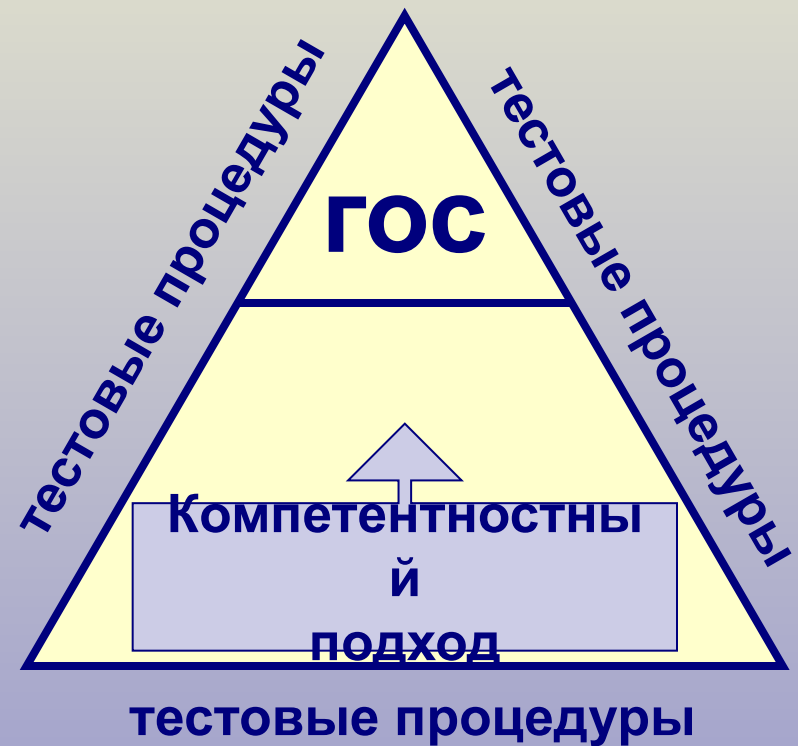 тестовые процедуры
тестовые процедуры
ГОС
Компетентностны
й
подход
тестовые процедуры